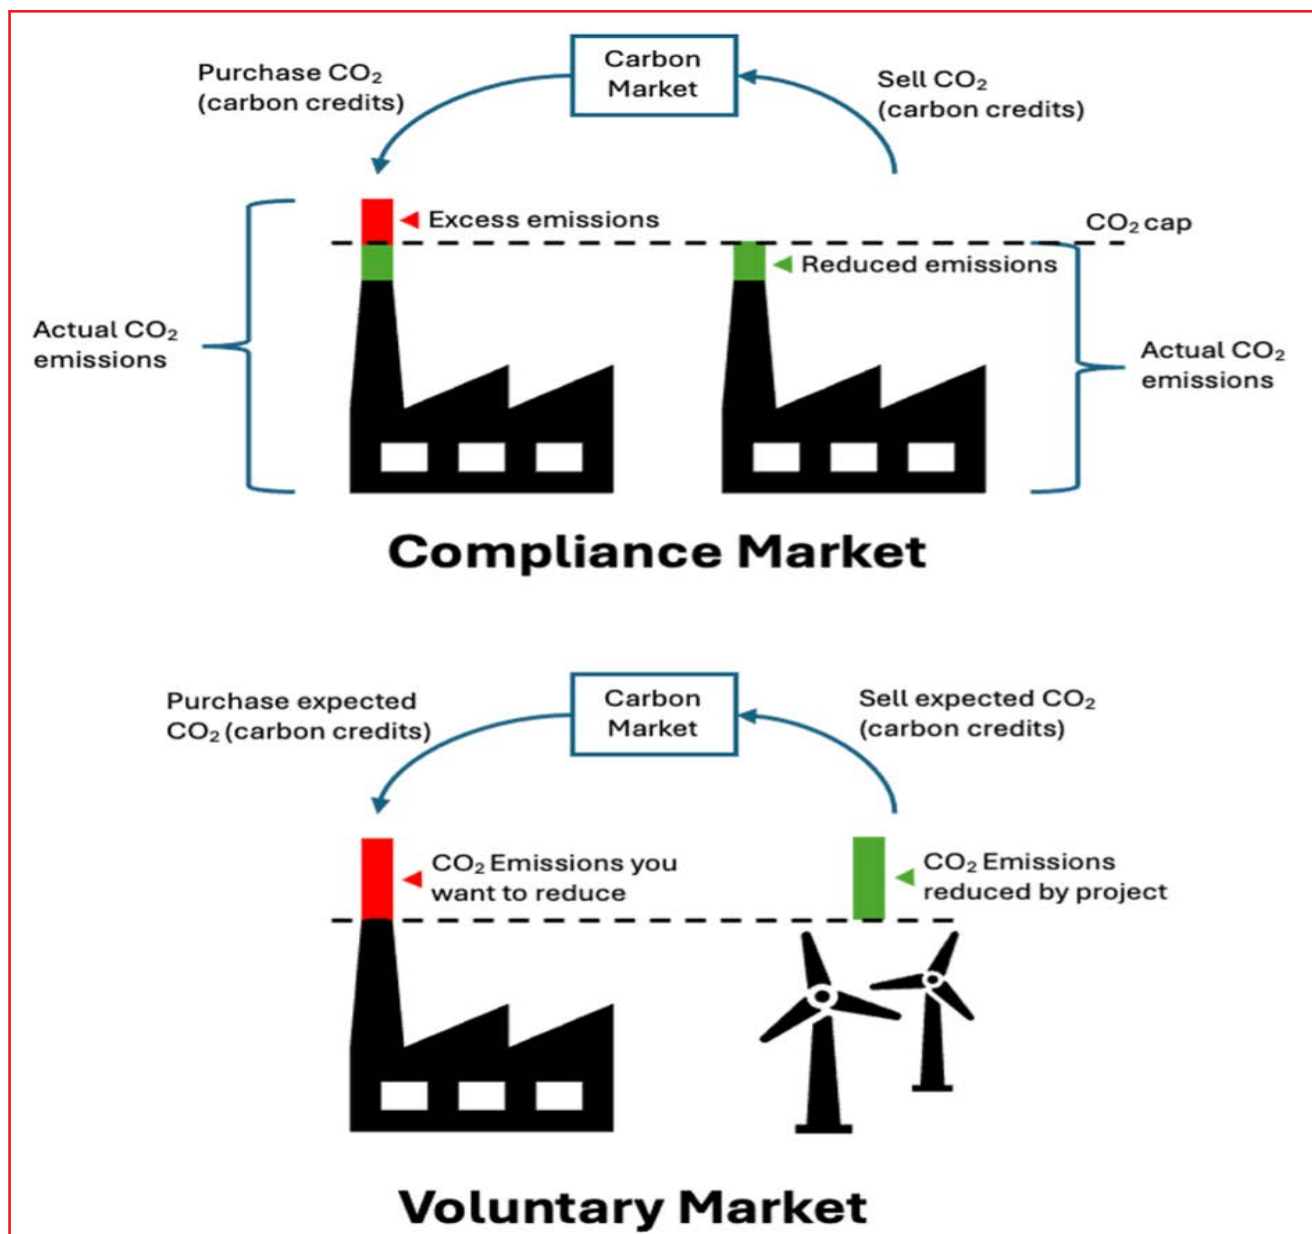 Carbon
Market
Purchase CO₂
(carbon credits)
Sell CO₂
(carbon credits)
Excess emissions
CO₂ cap
Reduced emissions
Actual CO₂
emissions
Actual CO₂
emissions
Compliance Market
Carbon
Market
Purchase expected
CO₂ (carbon credits)
Sell expected CO₂
(carbon credits)
CO₂ Emissions you
want to reduce
CO₂ Emissions
reduced by project
Voluntary Market